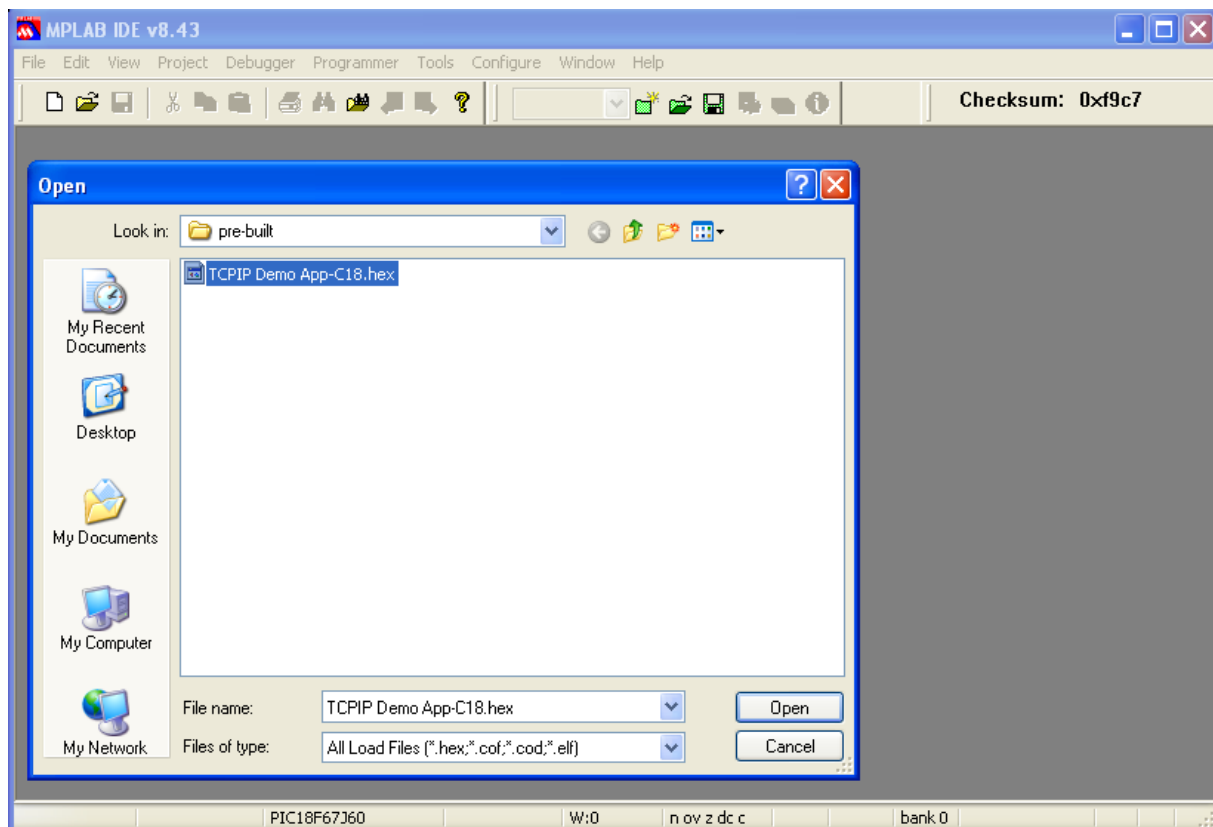 MPLAB IDE v8.43
File Edit View Project Debugger Programmer Tools Configure Window Help
Checksum: 0xf9c7
Open
Look in: pre-built
TCPIP Demo App-C18.hex
My Recent
Documents
Desktop
My Documents
My Computer
My Network
File name: TCPIP Demo App-C18.hex Open
Files of type: All Load Files (*.hex;*.cof;*.cod;*.elf) Cancel
PIC18F67J60 W:0 n ov z dc c bank 0